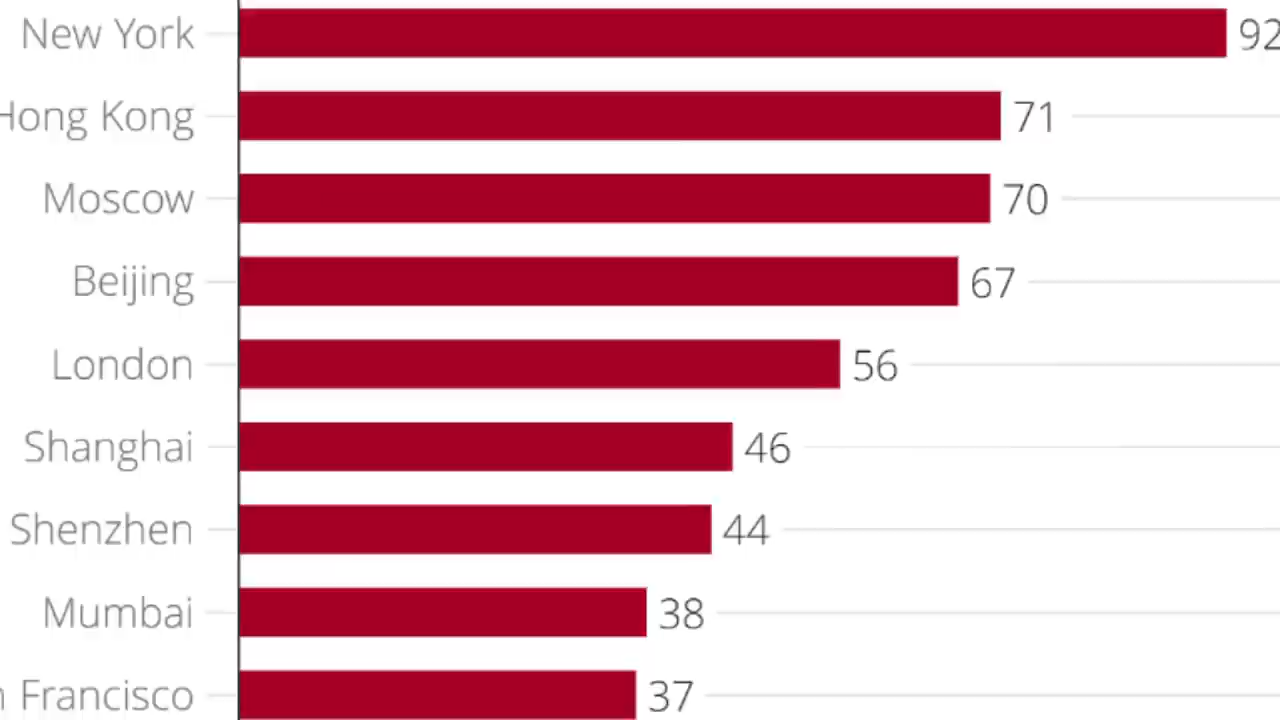 New York 92
Hong Kong 71
Moscow 70
Beijing 67
London 56
Shanghai 46
Shenzhen 44
Mumbai 38
Francisco 37